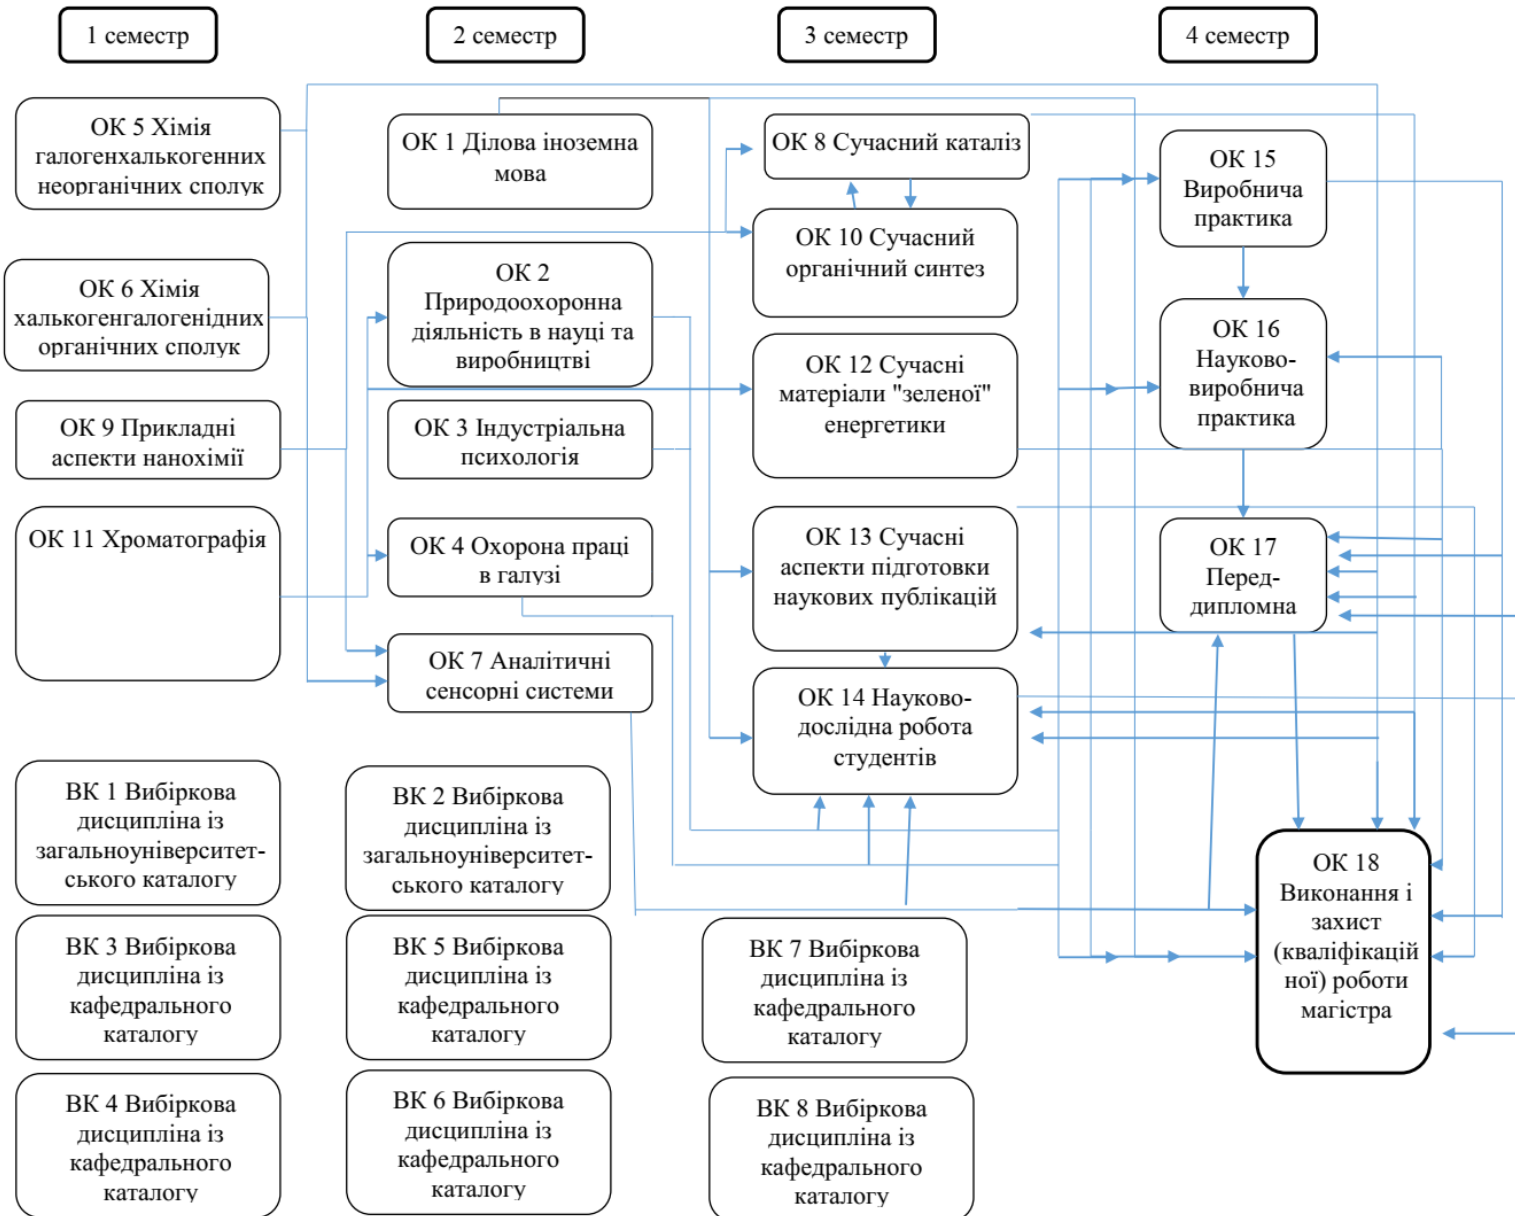 1 семестр
2 семестр
3 семестр
4 семестр
ОК 5 Хімія
галогенхалькогенних
неорганічних сполук
ОК 6 Хімія
халькогенгалогенідних
органічних сполук
ОК 9 Прикладні
аспекти нанохімії
ОК 11 Хроматографія
ВК 1 Вибіркова
дисципліна із
загальноуніверситет-
ського каталогу
ВК 3 Вибіркова
дисципліна із
кафедрального
каталогу
ВК 4 Вибіркова
дисципліна із
кафедрального
каталогу
ОК 1 Ділова іноземна
мова
ОК 2
Природоохоронна
діяльність в науці та
виробництві
ОК 3 Індустріальна
психологія
ОК 4 Охорона праці
в галузі
ОК 7 Аналітичні
сенсорні системи
ВК 2 Вибіркова
дисципліна із
загальноуніверситет-
ського каталогу
ВК 5 Вибіркова
дисципліна із
кафедрального
каталогу
ВК 6 Вибіркова
дисципліна із
кафедрального
каталогу
ОК 8 Сучасний каталіз
ОК 10 Сучасний
органічний синтез
ОК 12 Сучасні
матеріали "зеленої"
енергетики
ОК 13 Сучасні
аспекти підготовки
наукових публікацій
ОК 14 Науково-
дослідна робота
студентів
ВК 7 Вибіркова
дисципліна із
кафедрального
каталогу
ВК 8 Вибіркова
дисципліна із
кафедрального
каталогу
ОК 15
Виробнича
практика
ОК 16
Науково-
виробнича
практика
ОК 17
Перед-
дипломна
ОК 18
Виконання і
захист
(кваліфікацій
ної) роботи
магістра